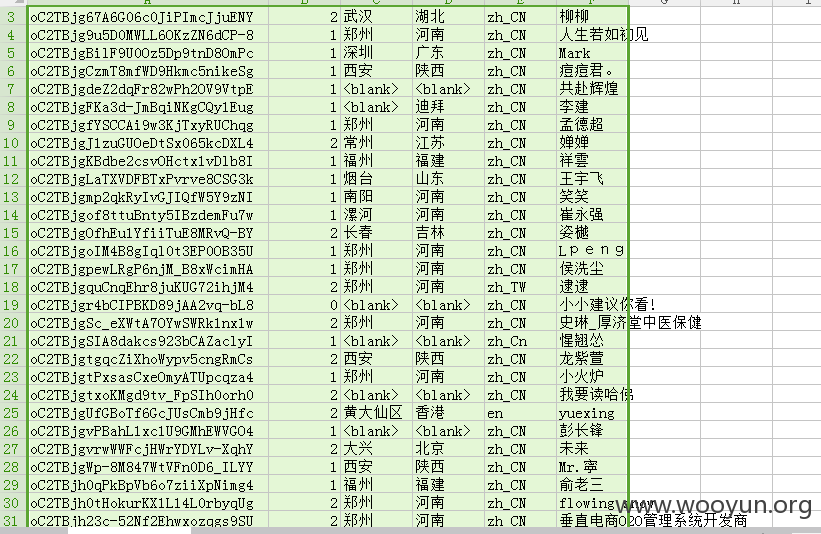 A B C D E F G H
3 oC2TBjg67A6G06c0JiPImcJjuENY 2 武汉 湖北 zh_CN 柳柳
4 oC2TBjg9u5D0MWLL6OKzZN6dCP-8 1 郑州 河南 zh_CN 人生若如初见
5 oC2TBjgBilF9U0Oz5Dp9tnD8OmPc 1 深圳 广东 zh_CN Mark
6 oC2TBjgCzmT8mfWD9Hkmc5nikeSg 1 西安 陕西 zh_CN 痘痘君。
7 oC2TBjgdeZ2dqFr82wPh2OV9VtpE 1 <blank> <blank> zh_CN 共赴辉煌
8 oC2TBjgFKa3d-JmBqiNKgCQy1Eug 1 <blank> 迪拜 zh_CN 李建
9 oC2TBjgfYSCCAi9w3KjTxyRUChqg 1 郑州 河南 zh_CN 孟德超
10 oC2TBjgJ1zuGUOeDtSx065kcDXL4 2 常州 江苏 zh_CN 婵婵
11 oC2TBjgKBdbe2csvOHctx1vD1b8I 1 福州 福建 zh_CN 祥雲
12 oC2TBjgLaTXVDFBTxPvrve8CSG3k 1 烟台 山东 zh_CN 王宇飞
13 oC2TBjgmp2qkRyIvGJIQfW5Y9zNI 1 南阳 河南 zh_CN 笑笑
14 oC2TBjgof8ttuBnty5IBzdemFu7w 1 漯河 河南 zh_CN 崔永强
15 oC2TBjgOfhEu1YfiiTuE8MRvQ-BY 2 长春 吉林 zh_CN 姿樾
16 oC2TBjgoIM4B8gIql0t3EP0OB35U 1 郑州 河南 zh_CN Ｌｐｅｎｇ
17 oC2TBjgpewLRgP6njM_B8xWcimHA 1 郑州 河南 zh_CN 侯洗尘
18 oC2TBjgquCnqEhr8juKUG72ihjM4 2 郑州 河南 zh_TW 逮逮
19 oC2TBjgr4bCIPBKD89jAA2vq-bL8 0 <blank> <blank> zh_CN 小小建议你看!
20 oC2TBjgSc_eXWtA7OYwSWRk1nx1w 2 郑州 河南 zh_CN 史琳_厚济堂中医保健
21 oC2TBjgSIA8dakcs923bCAZaclyI 1 <blank> <blank> zh_Cn 惺翘怂
22 oC2TBjgtgqcZiXhoWypv5cngRmCs 2 西安 陕西 zh_CN 龙紫萱
23 oC2TBjgtPxsasCxeOmyATUpcqza4 1 郑州 河南 zh_CN 小火炉
24 oC2TBjgtxoKMgd9tv_FpSIh0orh0 2 <blank> <blank> zh_CN 我要读哈佛
25 oC2TBjgUfGBoTf6GcJUsCmb9jHfc 2 黄大仙区 香港 en yuexing
26 oC2TBjgvPBahL1xc1U9GMhEWVGO4 1 <blank> <blank> zh_CN 彭长锋
27 oC2TBjgvrwWWFcjHWrYDYLv-XqhY 2 大兴 北京 zh_CN 未来
28 oC2TBjgWp-8M847WtVFn0D6_ILYY 1 西安 陕西 zh_CN Mr.寧
29 oC2TBjh0qPkBpVb6o7ziiXpNimg4 1 福州 福建 zh_CN 俞老三
30 oC2TBjh0tHokurKX1L14L0rbyqUg 2 郑州 河南 zh_CN flowing snow
www.wooyun.org
31 oC2TBjh23c-52Nf2Ehwxozqgs9SU 2 郑州 河南 zh_CN 垂直电商O2O管理系统开发商